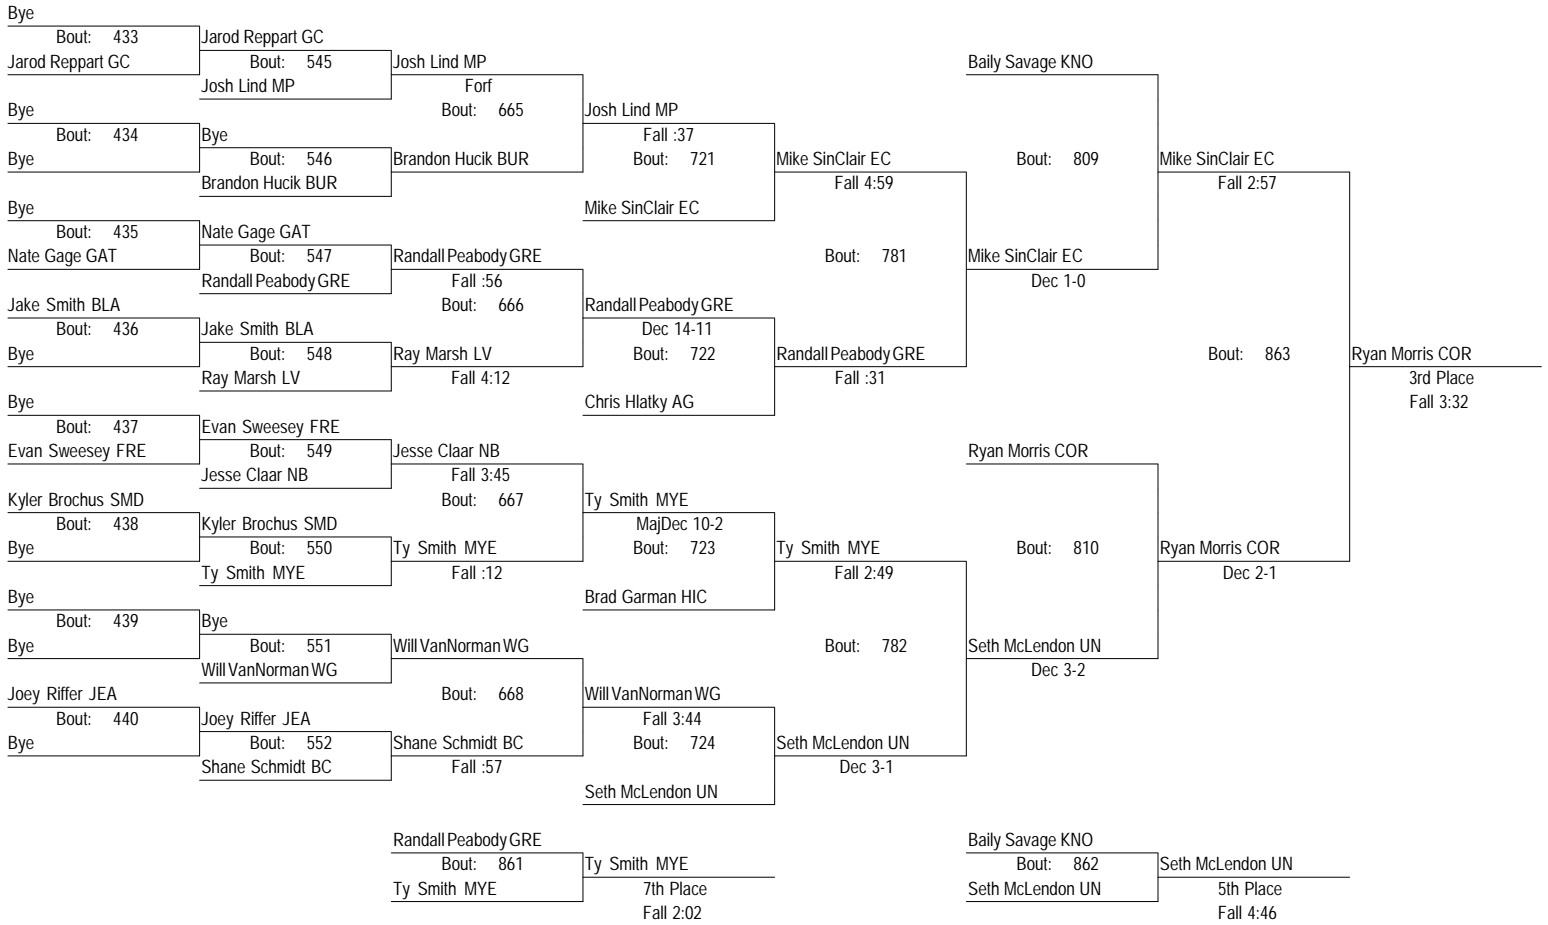 Bye
Bout: 433
Jarod Reppart GC
Bye
Bout: 434
Bye
Bye
Bout: 435
Nate Gage GAT
Jake Smith BLA
Bout: 436
Bye
Bye
Bout: 437
Evan Sweesey FRE
Kyler Brochus SMD
Bout: 438
Bye
Bye
Bout: 439
Bye
Joey Riffer JEA
Bout: 440
Bye
Jarod Reppart GC
Bout: 545
Josh Lind MP
Bye
Bout: 546
Brandon Hucik BUR
Nate Gage GAT
Bout: 547
Randall Peabody GRE
Jake Smith BLA
Bout: 548
Ray Marsh LV
Evan Sweesey FRE
Bout: 549
Jesse Claar NB
Kyler Brochus SMD
Bout: 550
Ty Smith MYE
Bye
Bout: 551
Will VanNorman WG
Joey Riffer JEA
Bout: 552
Shane Schmidt BC
Josh Lind MP
Forf
Bout: 665
Brandon Hucik BUR
Randall Peabody GRE
Fall :56
Bout: 666
Ray Marsh LV
Fall 4:12
Jesse Claar NB
Fall 3:45
Bout: 667
Ty Smith MYE
Fall :12
Will VanNorman WG
Bout: 668
Shane Schmidt BC
Fall :57
Josh Lind MP
Fall :37
Bout: 721
Mike SinClair EC
Randall Peabody GRE
Dec 14-11
Bout: 722
Chris Hlatky AG
Ty Smith MYE
MajDec 10-2
Bout: 723
Brad Garman HIC
Will VanNorman WG
Fall 3:44
Bout: 724
Seth McLendon UN
Mike SinClair EC
Fall 4:59
Bout: 781
Randall Peabody GRE
Fall :31
Ty Smith MYE
Fall 2:49
Bout: 782
Seth McLendon UN
Dec 3-1
Baily Savage KNO
Bout: 809
Mike SinClair EC
Dec 1-0
Ryan Morris COR
Bout: 810
Seth McLendon UN
Dec 3-2
Mike SinClair EC
Fall 2:57
Bout: 863
Ryan Morris COR
Dec 2-1
Ryan Morris COR
3rd Place
Fall 3:32
Randall Peabody GRE
Bout: 861
Ty Smith MYE
Ty Smith MYE
7th Place
Fall 2:02
Baily Savage KNO
Bout: 862
Seth McLendon UN
Seth McLendon UN
5th Place
Fall 4:46